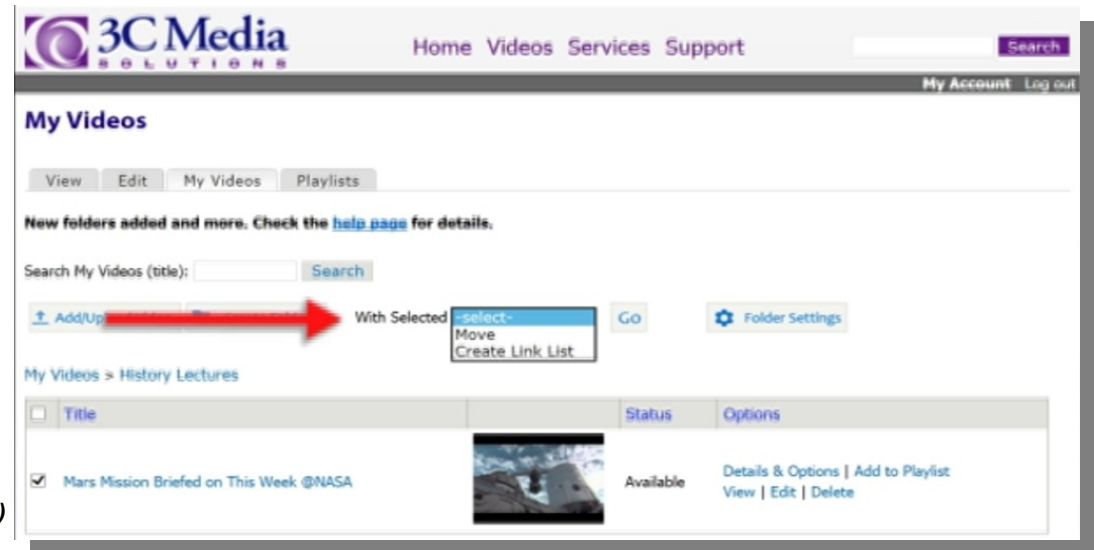 3C Media
SOLUTIONS
Home Videos Services Support
Search
My Account Log out
My Videos
View Edit My Videos Playlists
New folders added and more. Check the help page for details.
Search My Videos (title): Search
Add/Up With Selected -select- Go Folder Settings
Move
Create Link List
My Videos > History Lectures
Title Status Options
Mars Mission Briefed on This Week @NASA Available Details & Options | Add to Playlist
View | Edit | Delete
)